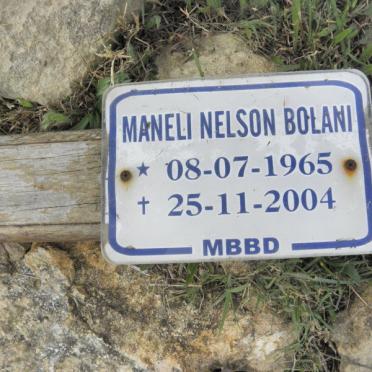 MANELI NELSON BOLANI
★ 08-07-1965
✝ 25-11-2004
MBBD